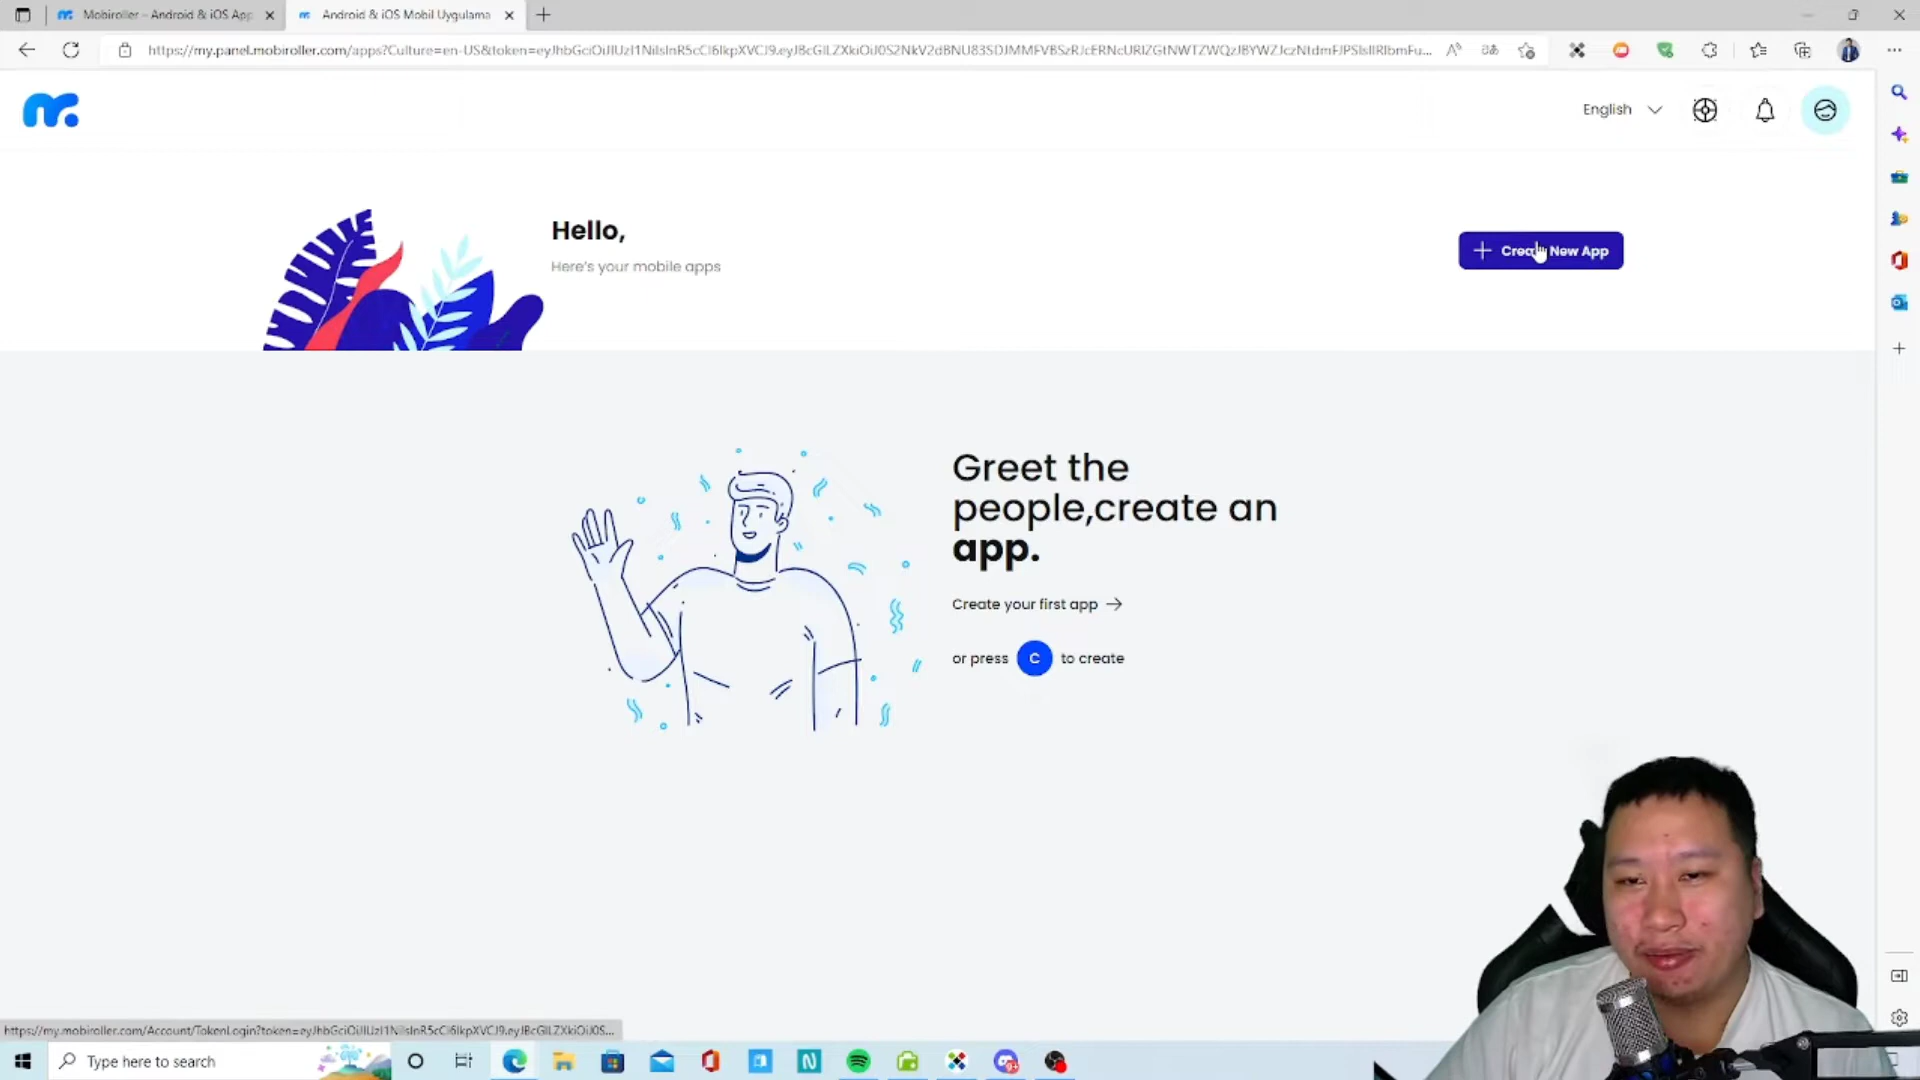 Mobiroller – Android & iOS App
Android & iOS Mobil Uygulama
English
Hello,
Here's your mobile apps
Create New App
Greet the
people,create an
app.
Create your first app
or press C to create
Type here to search